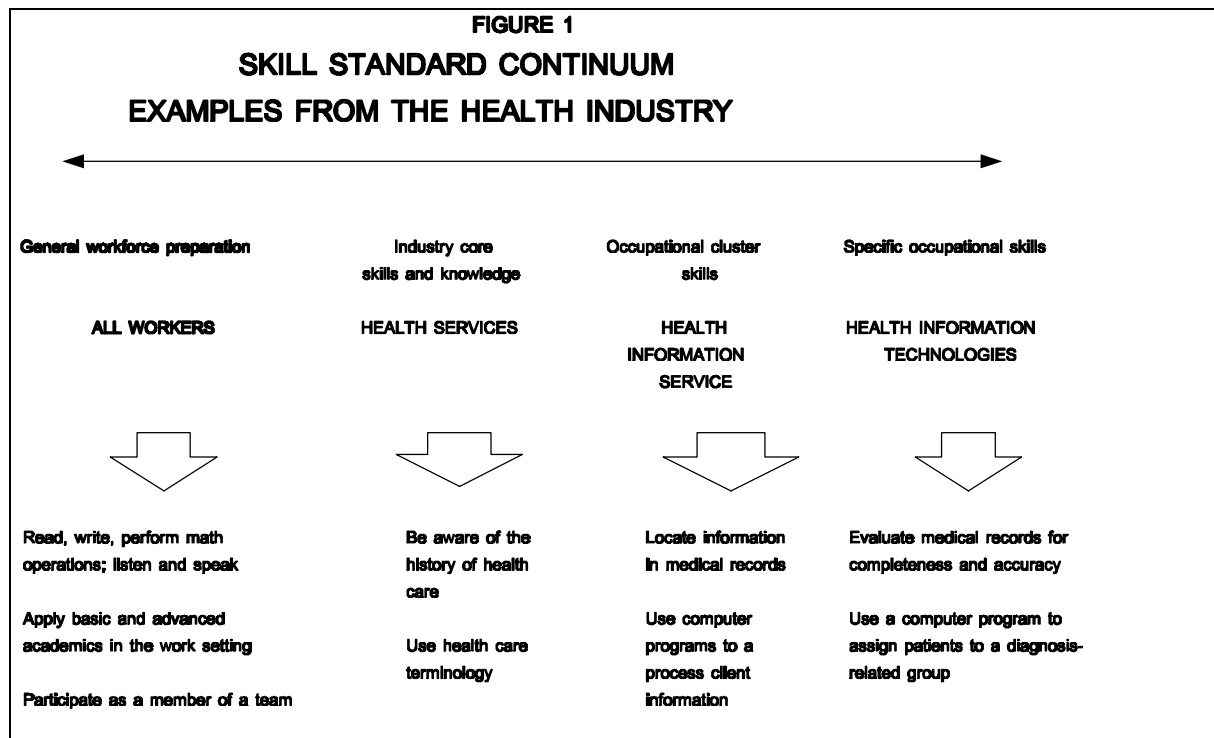 FIGURE 1
SKILL STANDARD CONTINUUM
EXAMPLES FROM THE HEALTH INDUSTRY
General workforce preparation
ALL WORKERS
Read, write, perform math
operations; listen and speak
Apply basic and advanced
academics in the work setting
Participate as a member of a team
Industry core
skills and knowledge
HEALTH SERVICES
Be aware of the
history of health
care
Use health care
terminology
Occupational cluster
skills
HEALTH
INFORMATION
SERVICE
Locate information
in medical records
Use computer
programs to a
process client
information
Specific occupational skills
HEALTH INFORMATION
TECHNOLOGIES
Evaluate medical records for
completeness and accuracy
Use a computer program to
assign patients to a diagnosis-
related group